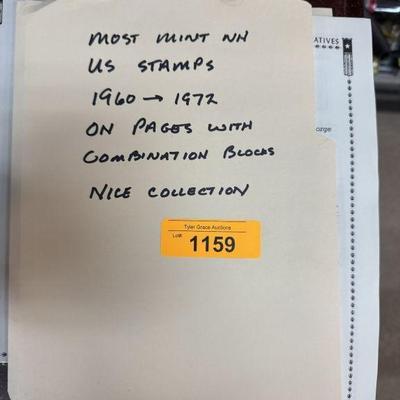 MOST MINT NH
US STAMPS
1960 → 1972
ON PAGES WITH
COMBINATION BLOCKS
NICE COLLECTION
Tyler Grace Auctions
Lot#
1159
ATIVES
orge